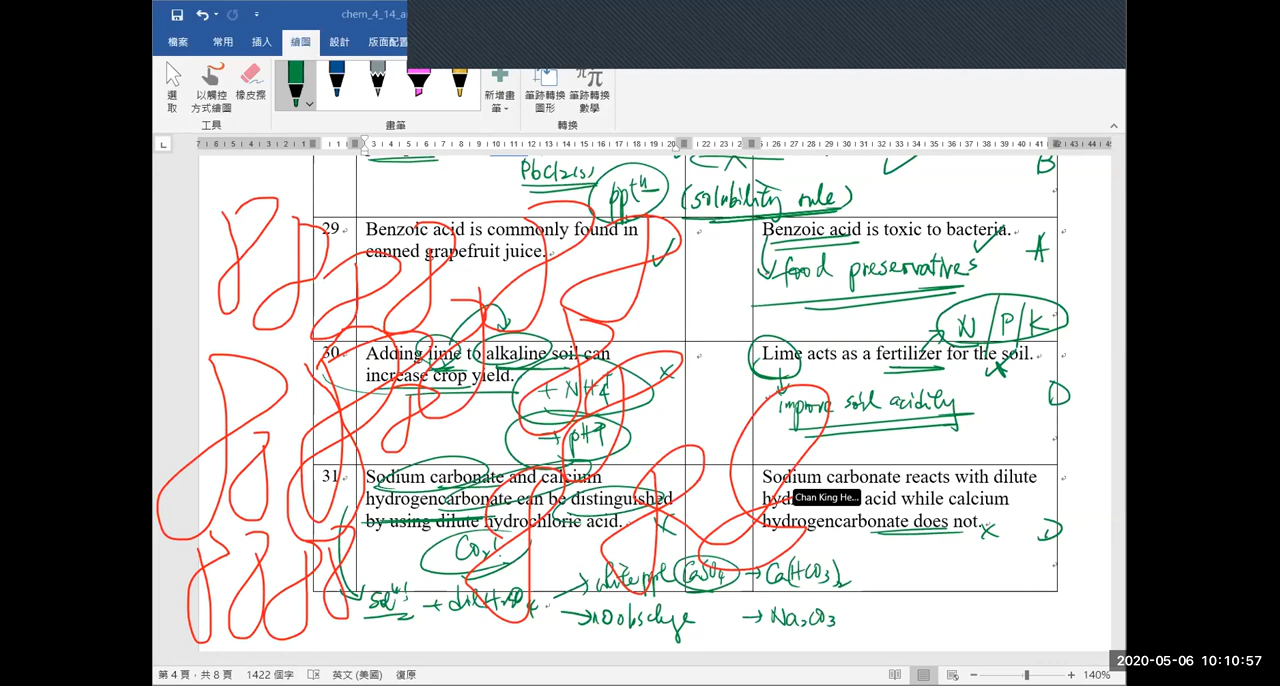 chem_4_14_a
檔案 常用 插入 繪圖 設計 版面配置
選取 以觸控方式繪圖 橡皮擦 新增畫筆 筆跡轉換圖形 筆跡轉換數學
工具 畫筆 轉換
PbCl2(s)
ppt
(solubility rule)
B
29 Benzoic acid is commonly found in canned grapefruit juice.
Benzoic acid is toxic to bacteria.
food preservatives
A
N/P/K
30 Adding lime to alkaline soil can increase crop yield.
Lime acts as a fertilizer for the soil.
+ NH4
→ pH↑
improve soil acidity
D
31 Sodium carbonate and calcium hydrogencarbonate can be distinguished by using dilute hydrochloric acid.
Sodium carbonate reacts with dilute
acid while calcium
hydrogencarbonate does not.
Chan King He...
D
CO2!
→ white ppt CaSO4 → Ca(HCO3)2
→ Na2CO3
2020-05-06 10:10:57
第 4 頁，共 8 頁 1422 個字 英文 (美國) 復原 140%